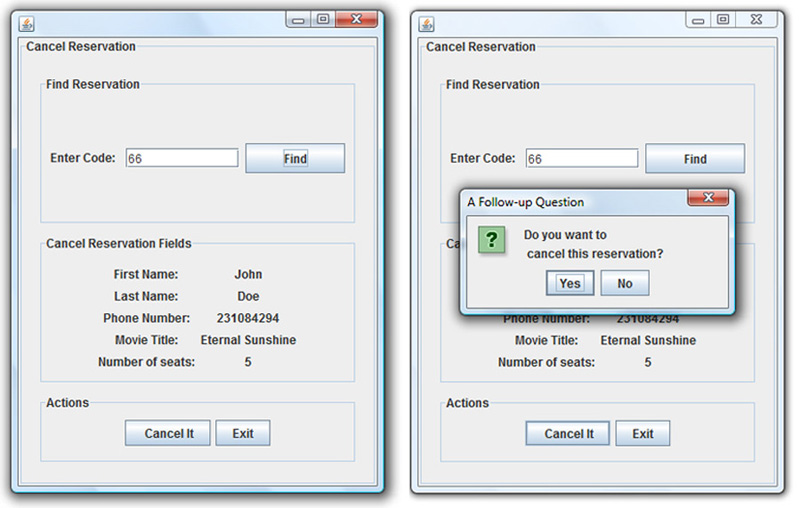 Cancel Reservation
Find Reservation
Enter Code: 66 Find
Cancel Reservation Fields
First Name: John
Last Name: Doe
Phone Number: 231084294
Movie Title: Eternal Sunshine
Number of seats: 5
Actions
Cancel It Exit
Cancel Reservation
Find Reservation
Enter Code: 66 Find
A Follow-up Question
?
Do you want to
cancel this reservation?
Yes No
Ca
Phone Number: 231084294
Movie Title: Eternal Sunshine
Number of seats: 5
Actions
Cancel It Exit